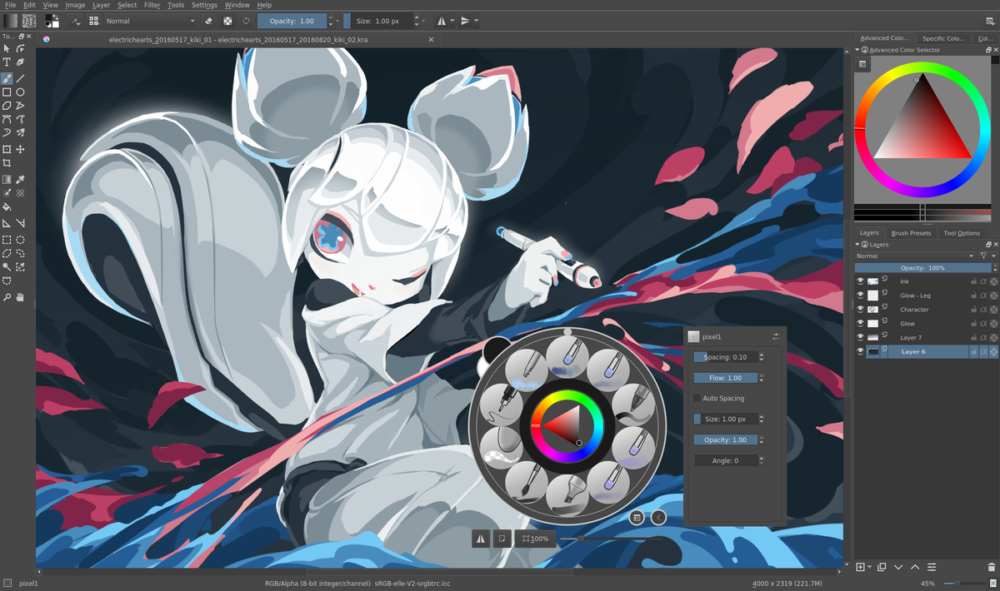 File Edit View Image Layer Select Filter Tools Settings Window Help
Normal Opacity: 1.00 Size: 1.00 px
To...
electrichearts_20160517_kiki_01 - electrichearts_20160517_20160820_kiki_02.kra
Advanced Colo... Specific Colo... Col...
Advanced Color Selector
Layers Brush Presets Tool Options
Layers
Normal
Opacity: 100%
Ink
Glow - Leg
Character
Glow
Layer 7
Layer 6
pixel1
Spacing: 0.10
Flow: 1.00
Auto Spacing
Size: 1.00 px
Opacity: 1.00
Angle: 0
100%
pixel1 RGB/Alpha (8-bit integer/channel) sRGB-elle-V2-srgbtrc.icc 4000 x 2319 (221.7M) 45%